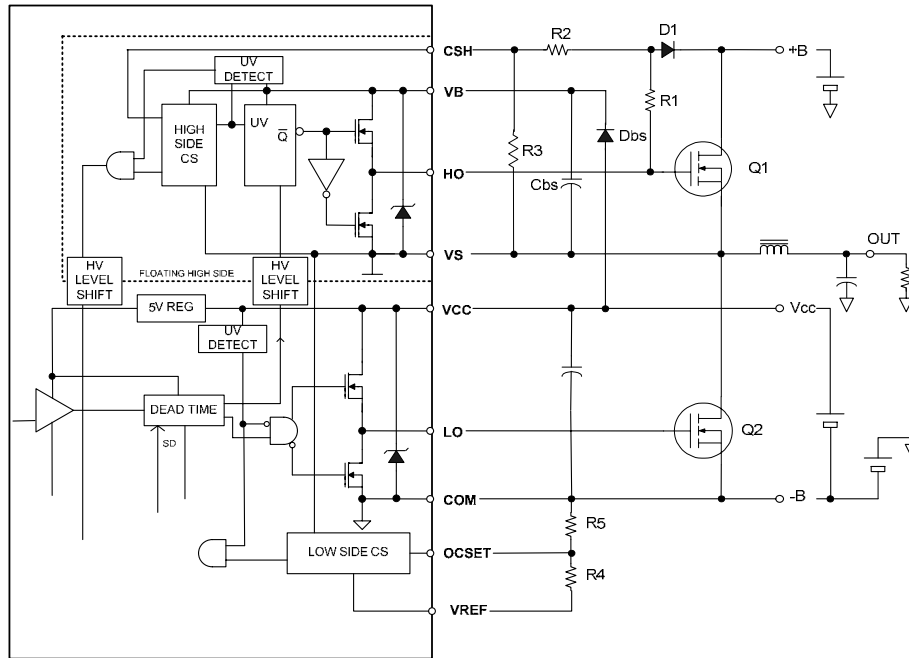 CSH
R2
D1
+B
UV
DETECT
VB
HIGH
SIDE
CS
UV
Q̅
R3
Cbs
Dbs
R1
HO
Q1
VS
OUT
HV
LEVEL
SHIFT
FLOATING HIGH SIDE
HV
LEVEL
SHIFT
5V REG
VCC
Vcc
UV
DETECT
DEAD TIME
SD
LO
Q2
COM
-B
R5
LOW SIDE CS
OCSET
R4
VREF